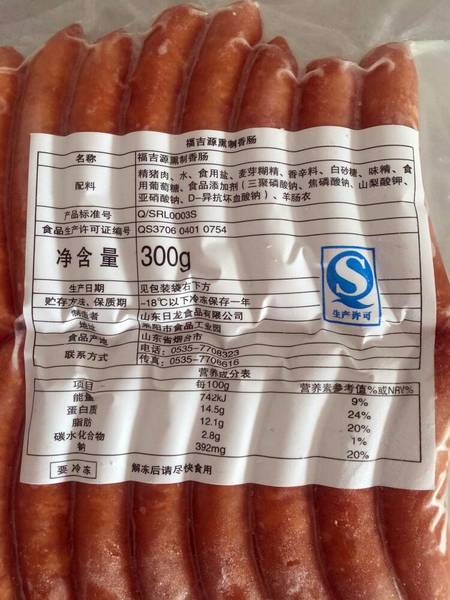 福吉源熏制香肠
名称 福吉源熏制香肠
配料 精猪肉、水、食用盐、麦芽糊精、香辛料、白砂糖、味精、食
用葡萄糖、食品添加剂(三聚磷酸钠、焦磷酸钠、山梨酸钾、
亚硝酸钠、D-异抗坏血酸钠)、羊肠衣
产品标准号 Q/SRL0003S
食品生产许可证编号 QS3706 0401 0754
净含量 300g
生产日期 见包装袋右下方
贮存方法、保质期 -18℃以下冷冻保存一年
制造者 山东日龙食品有限公司
地址 莱阳市食品工业园
食品产地 山东省烟台市
联系方式 电话: 0535-7708323
传真: 0535-7708616
QS
生产许可
营养成分表
项目 每100g 营养素参考值%或NRV%
能量 742kJ 9%
蛋白质 14.5g 24%
脂肪 12.1g 20%
碳水化合物 2.8g 1%
钠 392mg 20%
要冷冻 解冻后请尽快食用